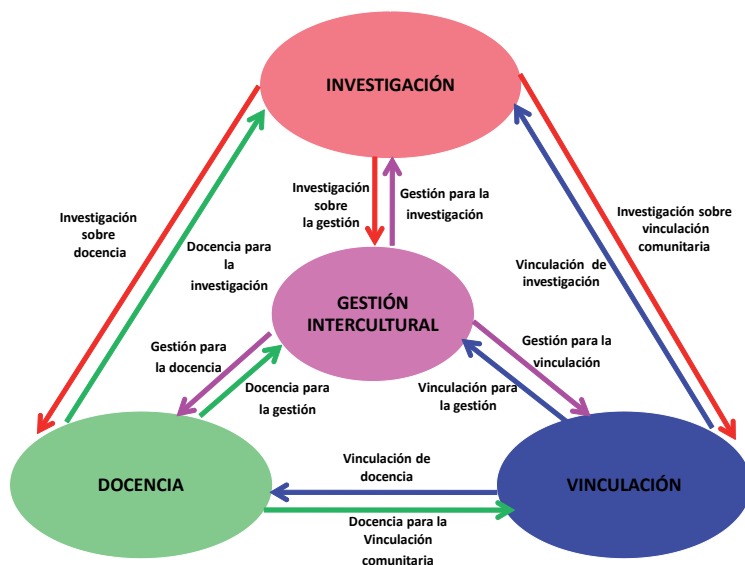 INVESTIGACIÓN
Investigación
sobre
la gestión
Gestión para la
investigación
Investigación
sobre
docencia
Docencia para
la
investigación
Investigación sobre
vinculación
comunitaria
Vinculación de
investigación
GESTIÓN
INTERCULTURAL
Gestión para
la docencia
Docencia para
la gestión
Gestión para la
vinculación
Vinculación para
la gestión
DOCENCIA
Vinculación de
docencia
VINCULACIÓN
Docencia para la
Vinculación
comunitaria